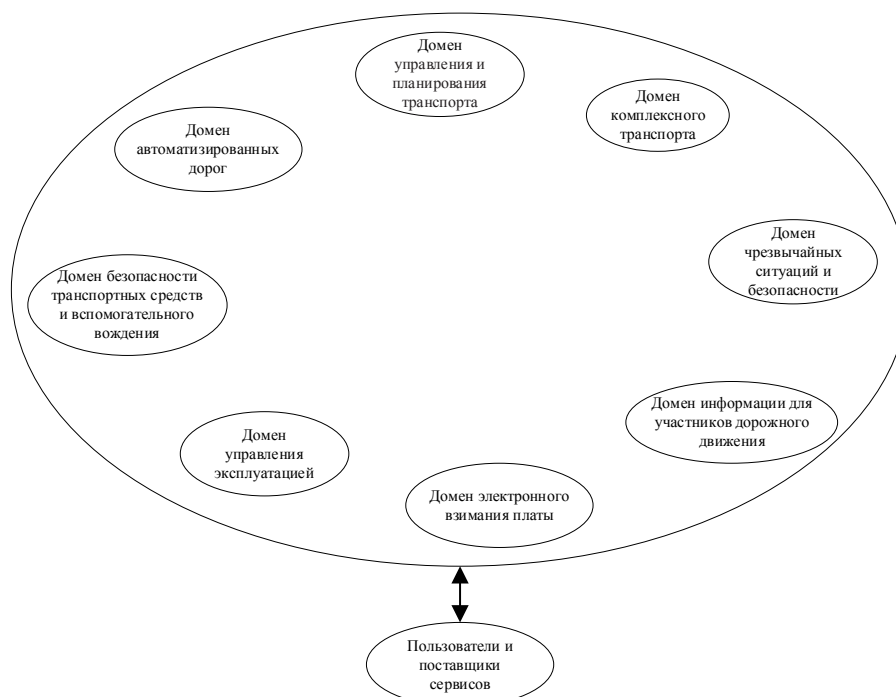 Домен
управления и
планирования
транспорта
Домен
комплексного
транспорта
Домен
автоматизированных
дорог
Домен
чрезвычайных
ситуаций и
безопасности
Домен безопасности
транспортных средств
и вспомогательного
вождения
Домен информации для
участников дорожного
движения
Домен
управления
эксплуатацией
Домен электронного
взимания платы
Пользователи и
поставщики
сервисов